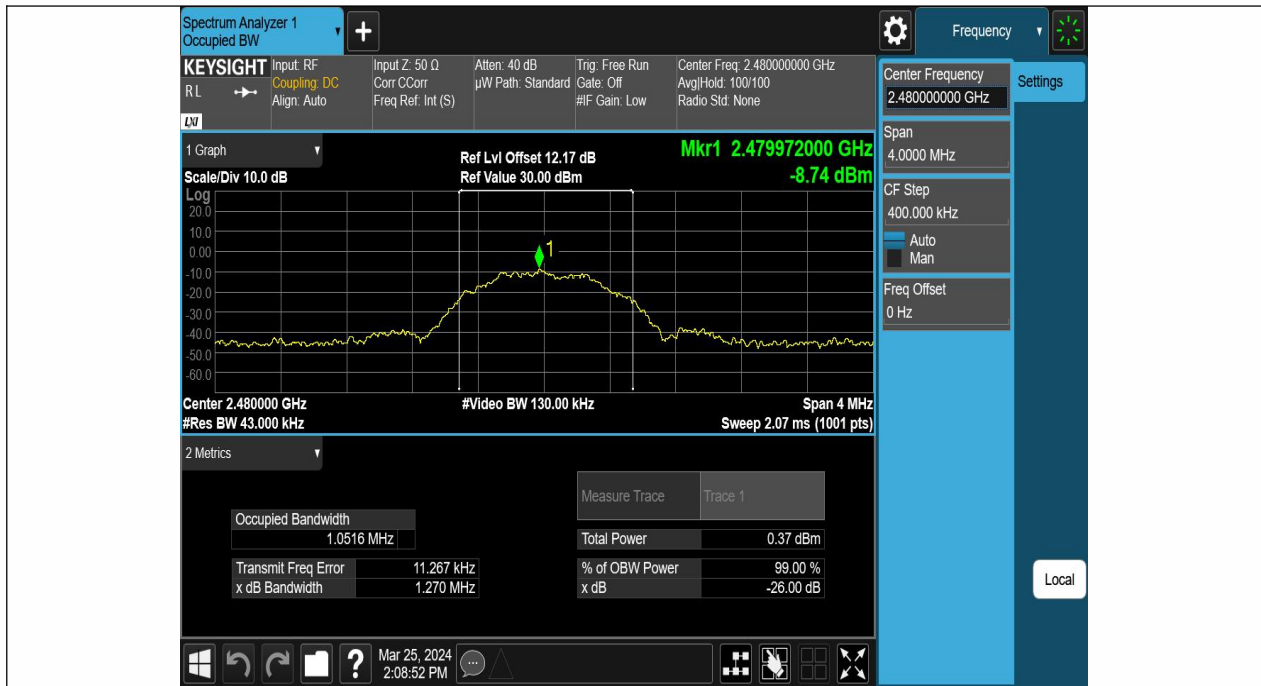 Spectrum Analyzer 1
Occupied BW
+
Frequency
KEYSIGHT
RL
LXI
Input: RF
Coupling: DC
Align: Auto
Input Z: 50 Ω
Corr CCorr
Freq Ref: Int (S)
Atten: 40 dB
µW Path: Standard
Trig: Free Run
Gate: Off
#IF Gain: Low
Center Freq: 2.480000000 GHz
Avg|Hold: 100/100
Radio Std: None
Center Frequency
2.480000000 GHz
Settings
Span
4.0000 MHz
CF Step
400.000 kHz
Auto
Man
Freq Offset
0 Hz
Local
1 Graph
Scale/Div 10.0 dB
Ref Lvl Offset 12.17 dB
Ref Value 30.00 dBm
Mkr1 2.479972000 GHz
-8.74 dBm
Log
20.0
10.0
0.00
-10.0
-20.0
-30.0
-40.0
-50.0
-60.0
1
Center 2.480000 GHz
#Res BW 43.000 kHz
#Video BW 130.00 kHz
Span 4 MHz
Sweep 2.07 ms (1001 pts)
2 Metrics
Measure Trace Trace 1
Occupied Bandwidth
1.0516 MHz
Total Power 0.37 dBm
Transmit Freq Error 11.267 kHz
% of OBW Power 99.00 %
x dB Bandwidth 1.270 MHz
x dB -26.00 dB
?
Mar 25, 2024
2:08:52 PM